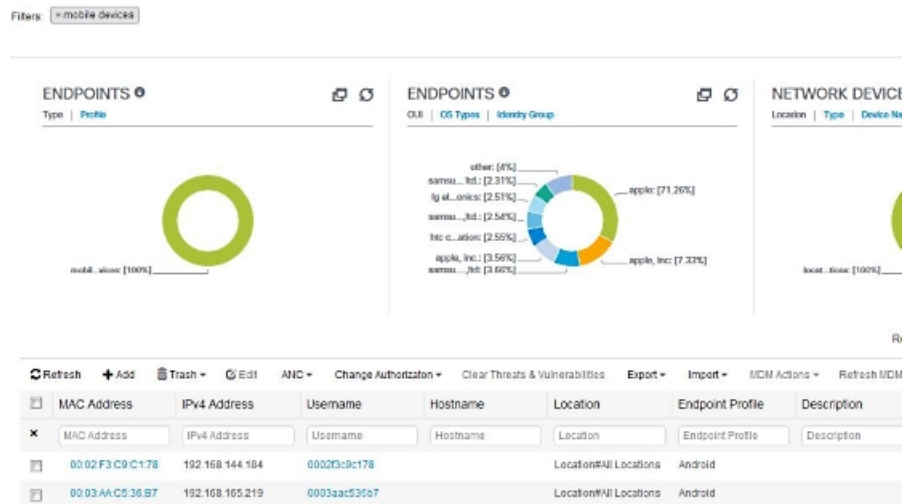 Filters: × mobile devices
ENDPOINTS
Type | Profile
ENDPOINTS
OUI | OS Types | Identity Group
NETWORK DEVICE
Location | Type | Device Na
mobil...vices: [100%]
other: [4%]
samsu... ltd.: [2.31%]
lg el...onics: [2.51%]
samsu...,ltd.: [2.54%]
htc c...ation: [2.55%]
apple, inc.: [3.56%]
samsu...,ltd: [3.66%]
apple: [71.26%]
apple, inc: [7.33%]
locat...tions: [100%]
Refresh Add Trash Edit ANC Change Authorizaton Clear Threats & Vulnerabilities Export Import MDM Actions Refresh MDM
MAC Address IPv4 Address Username Hostname Location Endpoint Profile Description
× MAC Address IPv4 Address Username Hostname Location Endpoint Profile Description
00:02:F3:C9:C1:78 192.168.144.184 0002f3c9c178 Location#All Locations Android
00:03:AA:C5:36:B7 192.168.165.219 0003aac536b7 Location#All Locations Android